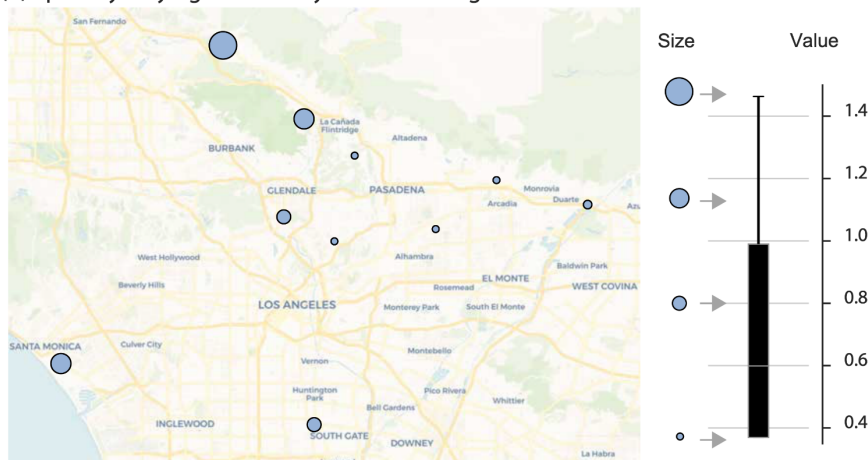 San Fernando
Size
Value
La Cañada
Flintridge
1.4
Altadena
BURBANK
1.2
GLENDALE
PASADENA
Monrovia
Arcadia
Duarte
1.0
West Hollywood
Alhambra
Baldwin Park
EL MONTE
Beverly Hills
Rosemead
WEST COVINA
LOS ANGELES
Monterey Park
South El Monte
0.8
SANTA MONICA
Culver City
Montebello
Vernon
0.6
Huntington
Park
Pico Rivera
Bell Gardens
Whittier
INGLEWOOD
SOUTH GATE
DOWNEY
0.4
La Habra